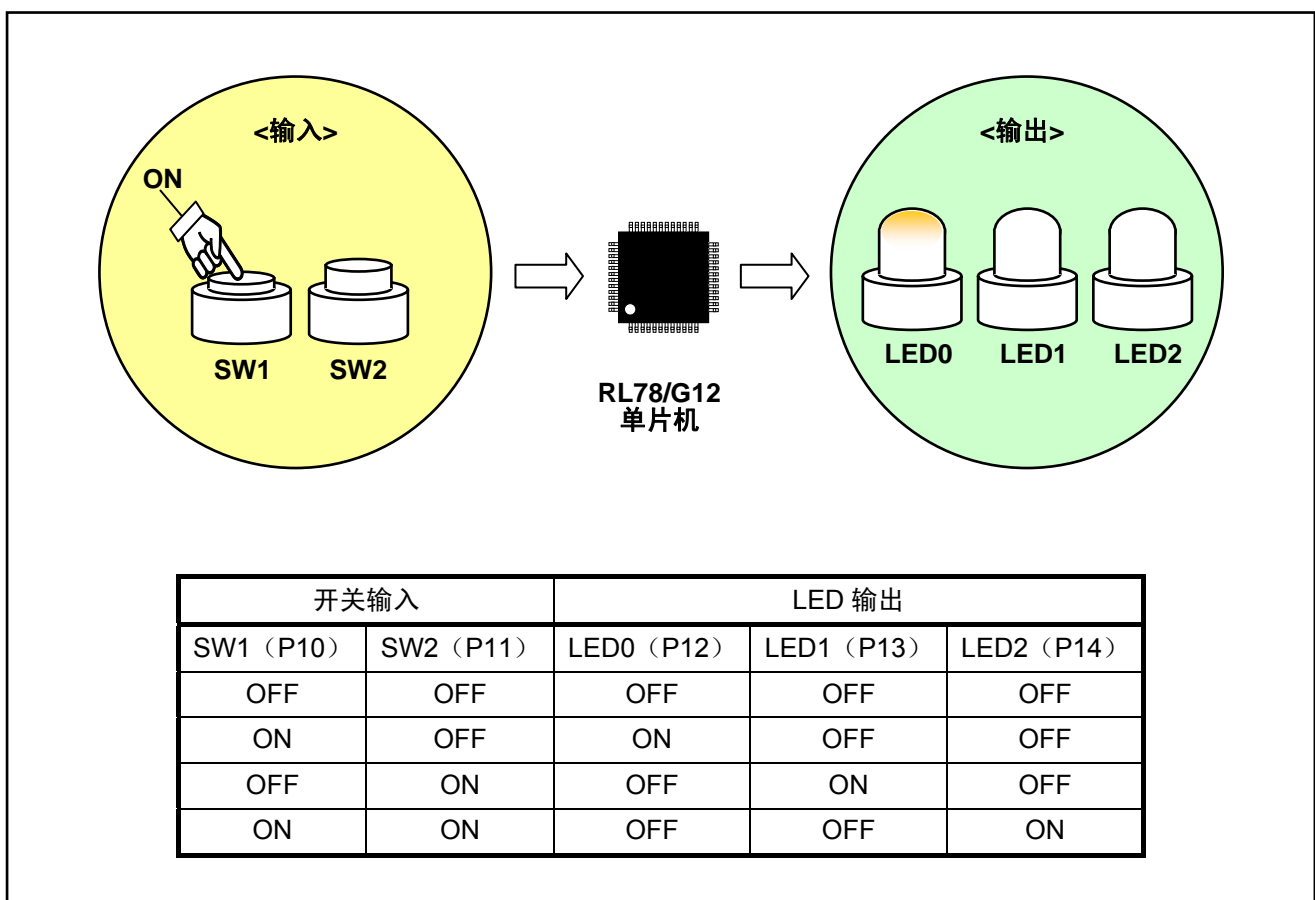 <输入>
ON
SW1 SW2
RL78/G12
单片机
<输出>
LED0 LED1 LED2
开关输入 LED 输出
SW1（P10） SW2（P11） LED0（P12） LED1（P13） LED2（P14）
OFF OFF OFF OFF OFF
ON OFF ON OFF OFF
OFF ON OFF ON OFF
ON ON OFF OFF ON